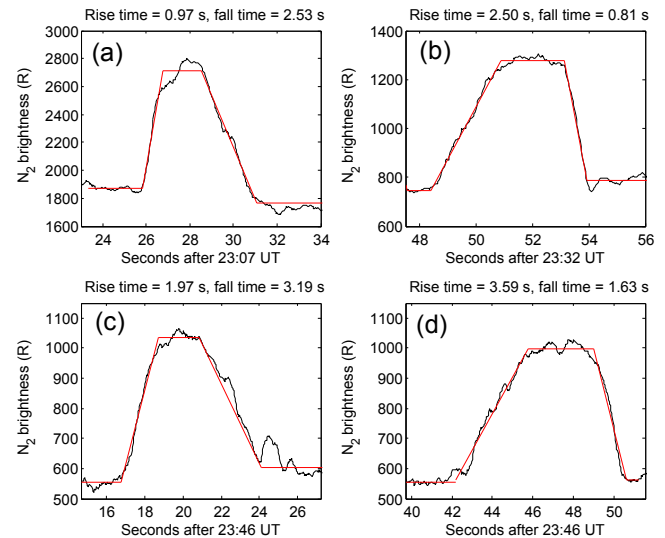 Rise time = 0.97 s, fall time = 2.53 s
(a)
N2 brightness (R)
3000
2800
2600
2400
2200
2000
1800
1600
24 26 28 30 32 34
Seconds after 23:07 UT
Rise time = 2.50 s, fall time = 0.81 s
(b)
N2 brightness (R)
1400
1200
1000
800
600
48 50 52 54 56
Seconds after 23:32 UT
Rise time = 1.97 s, fall time = 3.19 s
(c)
N2 brightness (R)
1100
1000
900
800
700
600
500
16 18 20 22 24 26
Seconds after 23:46 UT
Rise time = 3.59 s, fall time = 1.63 s
(d)
N2 brightness (R)
1100
1000
900
800
700
600
500
40 42 44 46 48 50
Seconds after 23:46 UT